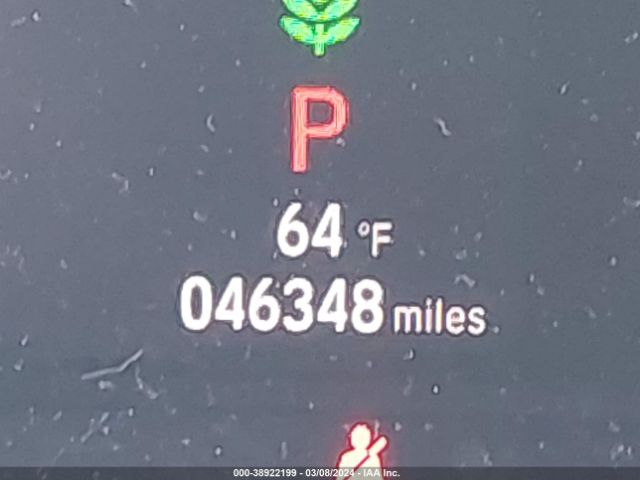 P
64 °F
046348 miles
000-38922199 - 03/08/2024 - IAA Inc.